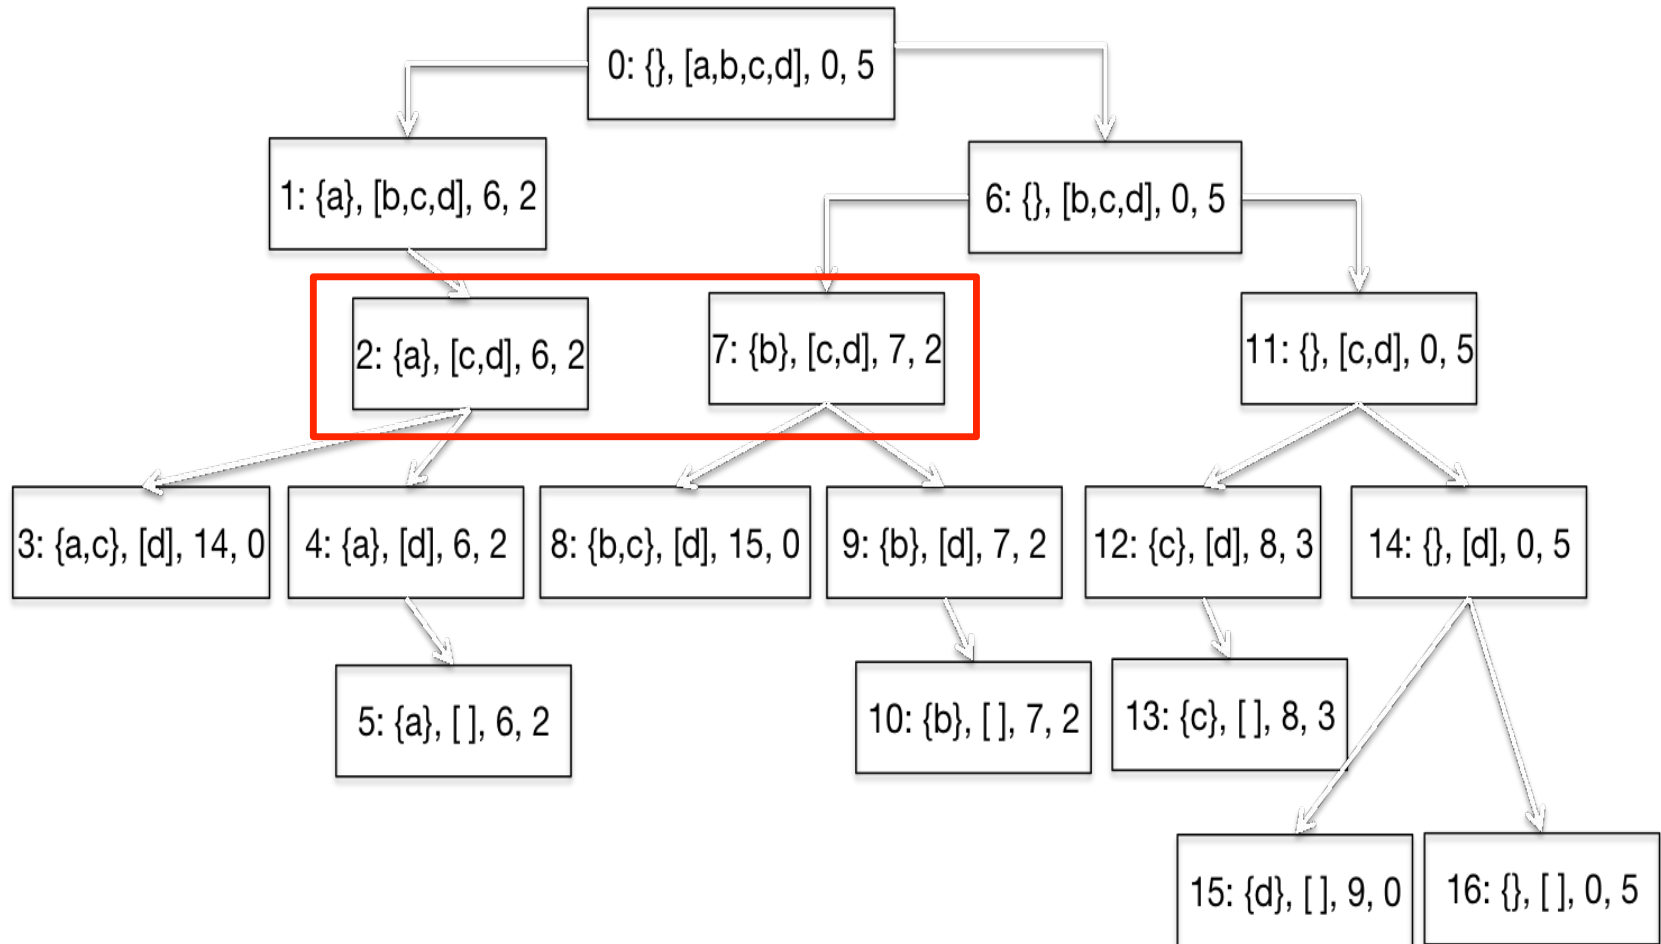 0: {}, [a,b,c,d], 0, 5
1: {a}, [b,c,d], 6, 2
6: {}, [b,c,d], 0, 5
2: {a}, [c,d], 6, 2
7: {b}, [c,d], 7, 2
11: {}, [c,d], 0, 5
3: {a,c}, [d], 14, 0
4: {a}, [d], 6, 2
8: {b,c}, [d], 15, 0
9: {b}, [d], 7, 2
12: {c}, [d], 8, 3
14: {}, [d], 0, 5
5: {a}, [ ], 6, 2
10: {b}, [ ], 7, 2
13: {c}, [ ], 8, 3
15: {d}, [ ], 9, 0
16: {}, [ ], 0, 5